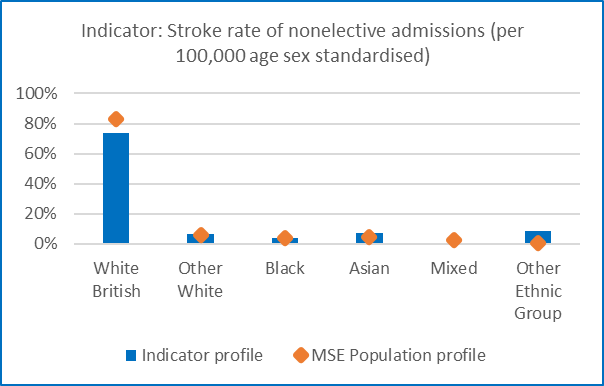 Indicator: Stroke rate of nonelective admissions (per
100,000 age sex standardised)
100%
80%
60%
40%
20%
0%
White
British
Other
White
Black
Asian
Mixed
Other
Ethnic
Group
Indicator profile
MSE Population profile